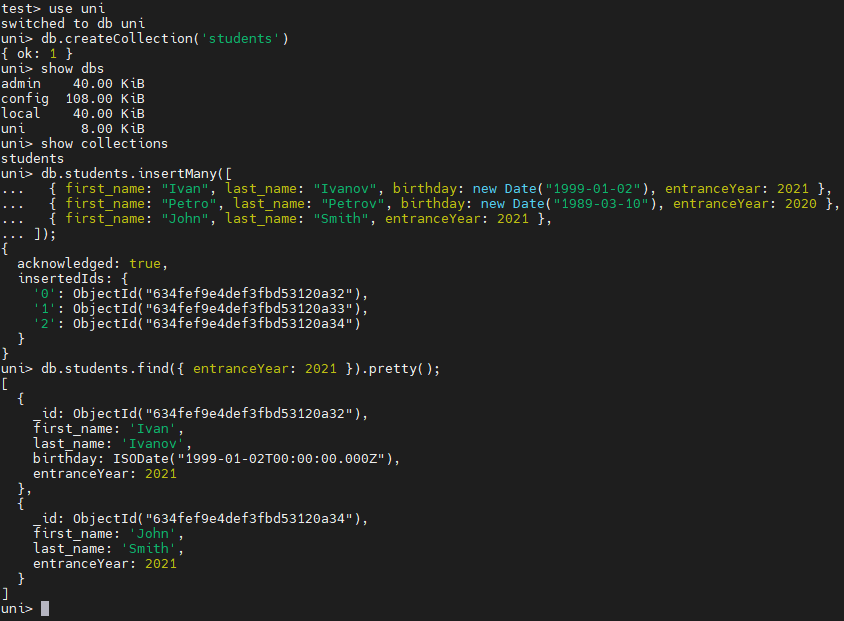 test> use uni
switched to db uni
uni> db.createCollection('students')
{ ok: 1 }
uni> show dbs
admin    40.00 KiB
config  108.00 KiB
local    40.00 KiB
uni       8.00 KiB
uni> show collections
students
uni> db.students.insertMany([
...   { first_name: "Ivan", last_name: "Ivanov", birthday: new Date("1999-01-02"), entranceYear: 2021 },
...   { first_name: "Petro", last_name: "Petrov", birthday: new Date("1989-03-10"), entranceYear: 2020 },
...   { first_name: "John", last_name: "Smith", entranceYear: 2021 },
... ]);
{
  acknowledged: true,
  insertedIds: {
    '0': ObjectId("634fef9e4def3fbd53120a32"),
    '1': ObjectId("634fef9e4def3fbd53120a33"),
    '2': ObjectId("634fef9e4def3fbd53120a34")
  }
}
uni> db.students.find({ entranceYear: 2021 }).pretty();
[
  {
    _id: ObjectId("634fef9e4def3fbd53120a32"),
    first_name: 'Ivan',
    last_name: 'Ivanov',
    birthday: ISODate("1999-01-02T00:00:00.000Z"),
    entranceYear: 2021
  },
  {
    _id: ObjectId("634fef9e4def3fbd53120a34"),
    first_name: 'John',
    last_name: 'Smith',
    entranceYear: 2021
  }
]
uni>